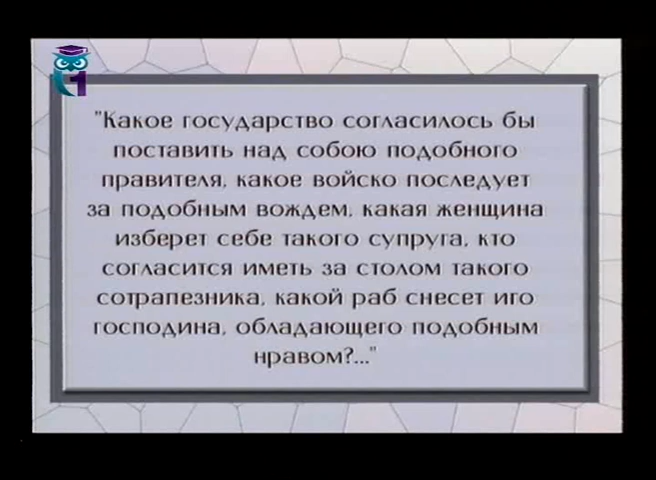 1
"Какое государство согласилось бы
поставить над собою подобного
правителя, какое войско последует
за подобным вождем, какая женщина
изберет себе такого супруга, кто
согласится иметь за столом такого
сотрапезника, какой раб снесет иго
господина, обладающего подобным
нравом?..."